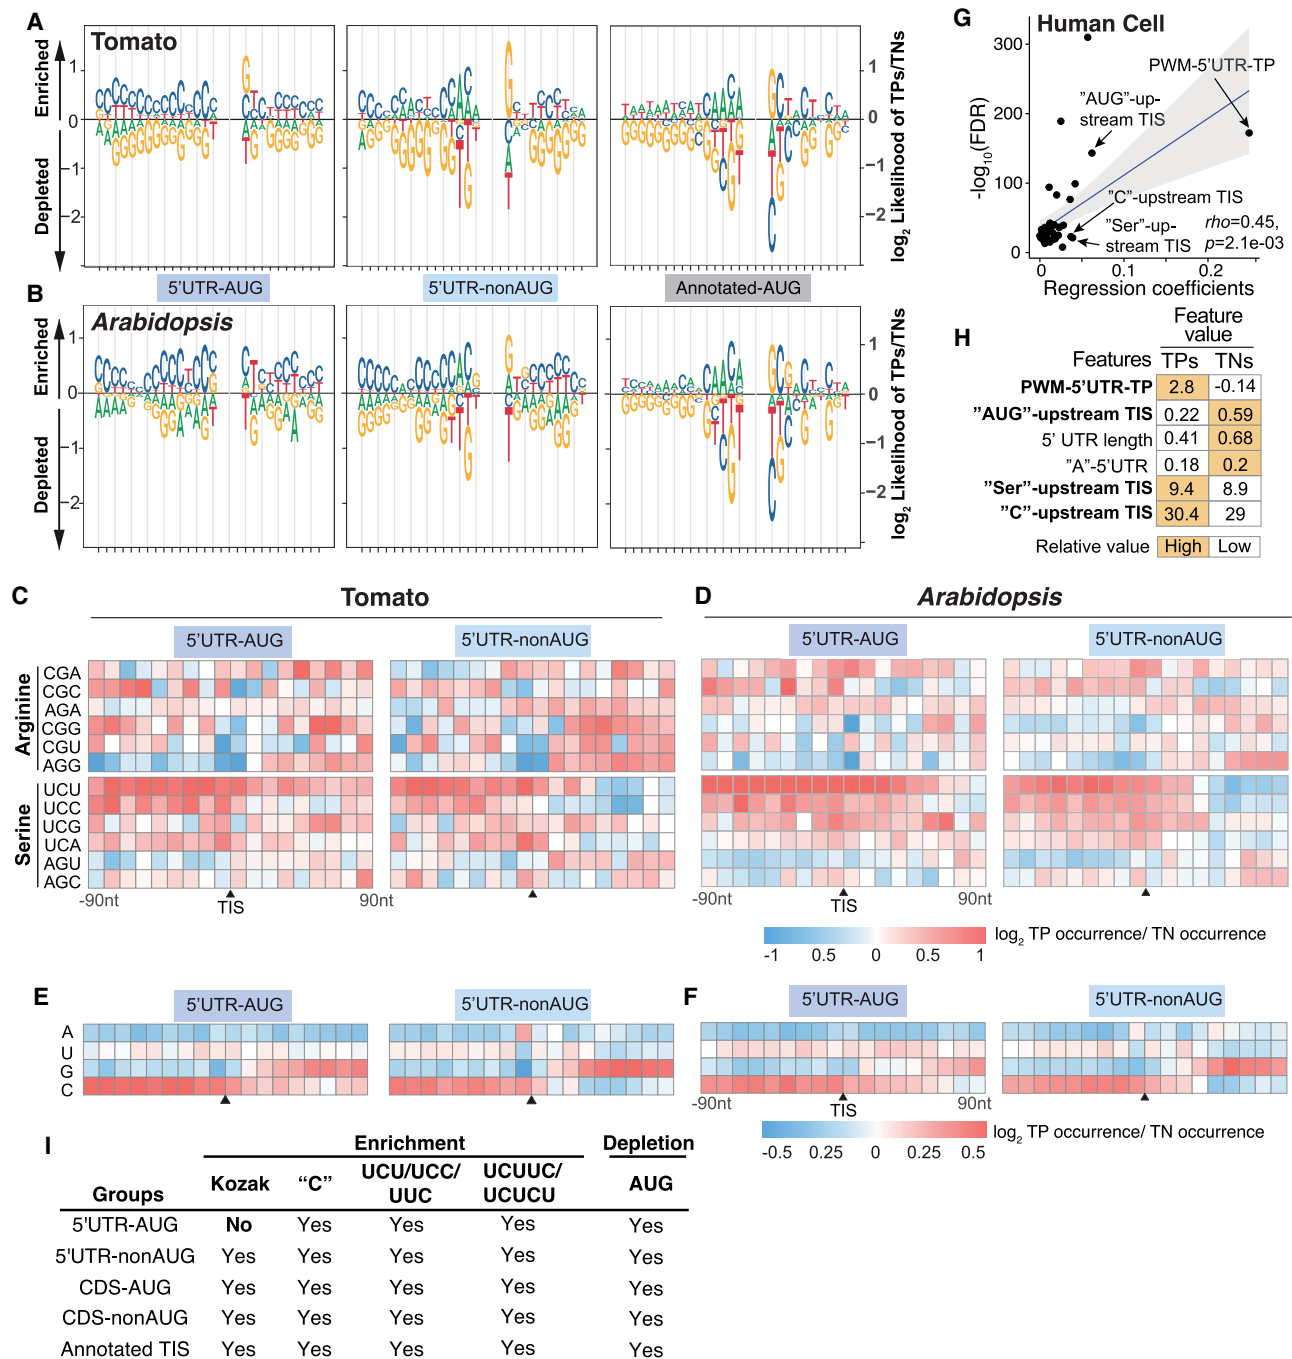 A
Tomato
Enriched
Depleted
1
0
−1
−2
1
0
−1
−2
log2 Likelihood of TPs/TNs
B
5'UTR-AUG
5'UTR-nonAUG
Annotated-AUG
Arabidopsis
Enriched
Depleted
1
0
−1
−2
1
0
−1
−2
log2 Likelihood of TPs/TNs
G
Human Cell
300
200
100
0
-log10(FDR)
PWM-5'UTR-TP
"AUG"-up-
stream TIS
"C"-upstream TIS
"Ser"-up-
stream TIS
rho=0.45,
p=2.1e-03
0
0.1
0.2
Regression coefficients
H
Feature
value
Features TPs TNs
PWM-5'UTR-TP 2.8 -0.14
"AUG"-upstream TIS 0.22 0.59
5' UTR length 0.41 0.68
"A"-5'UTR 0.18 0.2
"Ser"-upstream TIS 9.4 8.9
"C"-upstream TIS 30.4 29
Relative value High Low
C
Tomato
5'UTR-AUG
5'UTR-nonAUG
Arginine
CGA
CGC
AGA
CGG
CGU
AGG
Serine
UCU
UCC
UCG
UCA
AGU
AGC
-90nt
TIS
90nt
D
Arabidopsis
5'UTR-AUG
5'UTR-nonAUG
-90nt
TIS
90nt
-1 0.5 0 0.5 1
log2 TP occurrence/ TN occurrence
E
5'UTR-AUG
5'UTR-nonAUG
A
U
G
C
F
5'UTR-AUG
5'UTR-nonAUG
-90nt
TIS
90nt
-0.5 0.25 0 0.25 0.5
log2 TP occurrence/ TN occurrence
I
Enrichment Depletion
Groups Kozak "C" UCU/UCC/ UUC UCUUC/ UCUCU AUG
5'UTR-AUG No Yes Yes Yes Yes
5'UTR-nonAUG Yes Yes Yes Yes Yes
CDS-AUG Yes Yes Yes Yes Yes
CDS-nonAUG Yes Yes Yes Yes Yes
Annotated TIS Yes Yes Yes Yes Yes